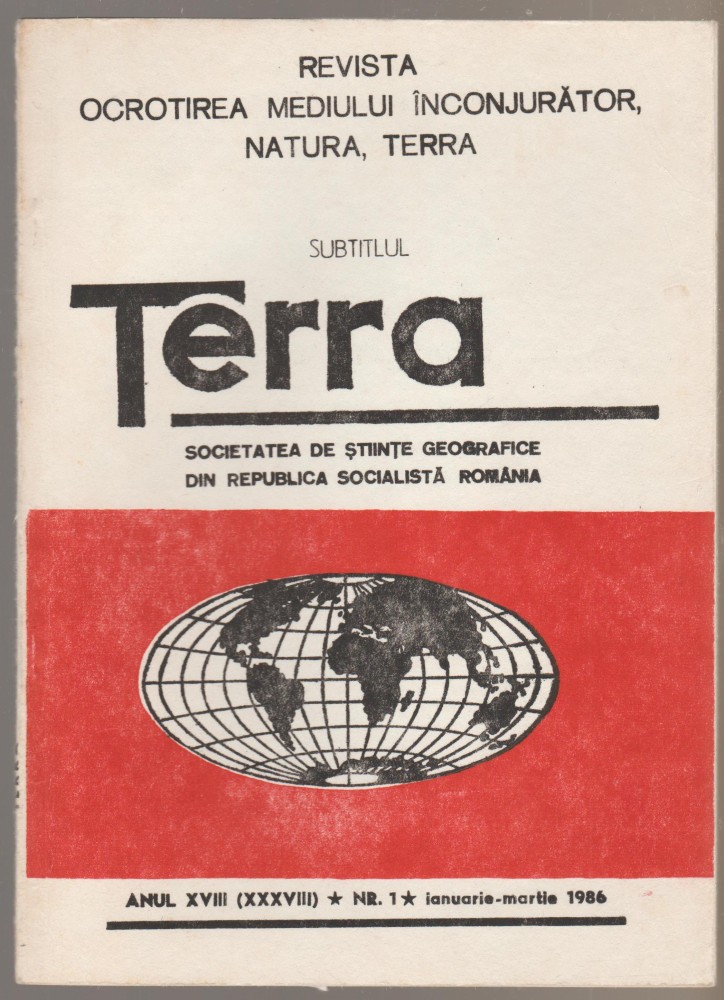 REVISTA
OCROTIREA MEDIULUI ÎNCONJURĂTOR,
NATURA, TERRA
SUBTITLUL
Terra
SOCIETATEA DE ȘTIINȚE GEOGRAFICE
DIN REPUBLICA SOCIALISTĂ ROMÂNIA
ANUL XVIII (XXXVIII) ★ NR. 1 ★ ianuarie-martie 1986